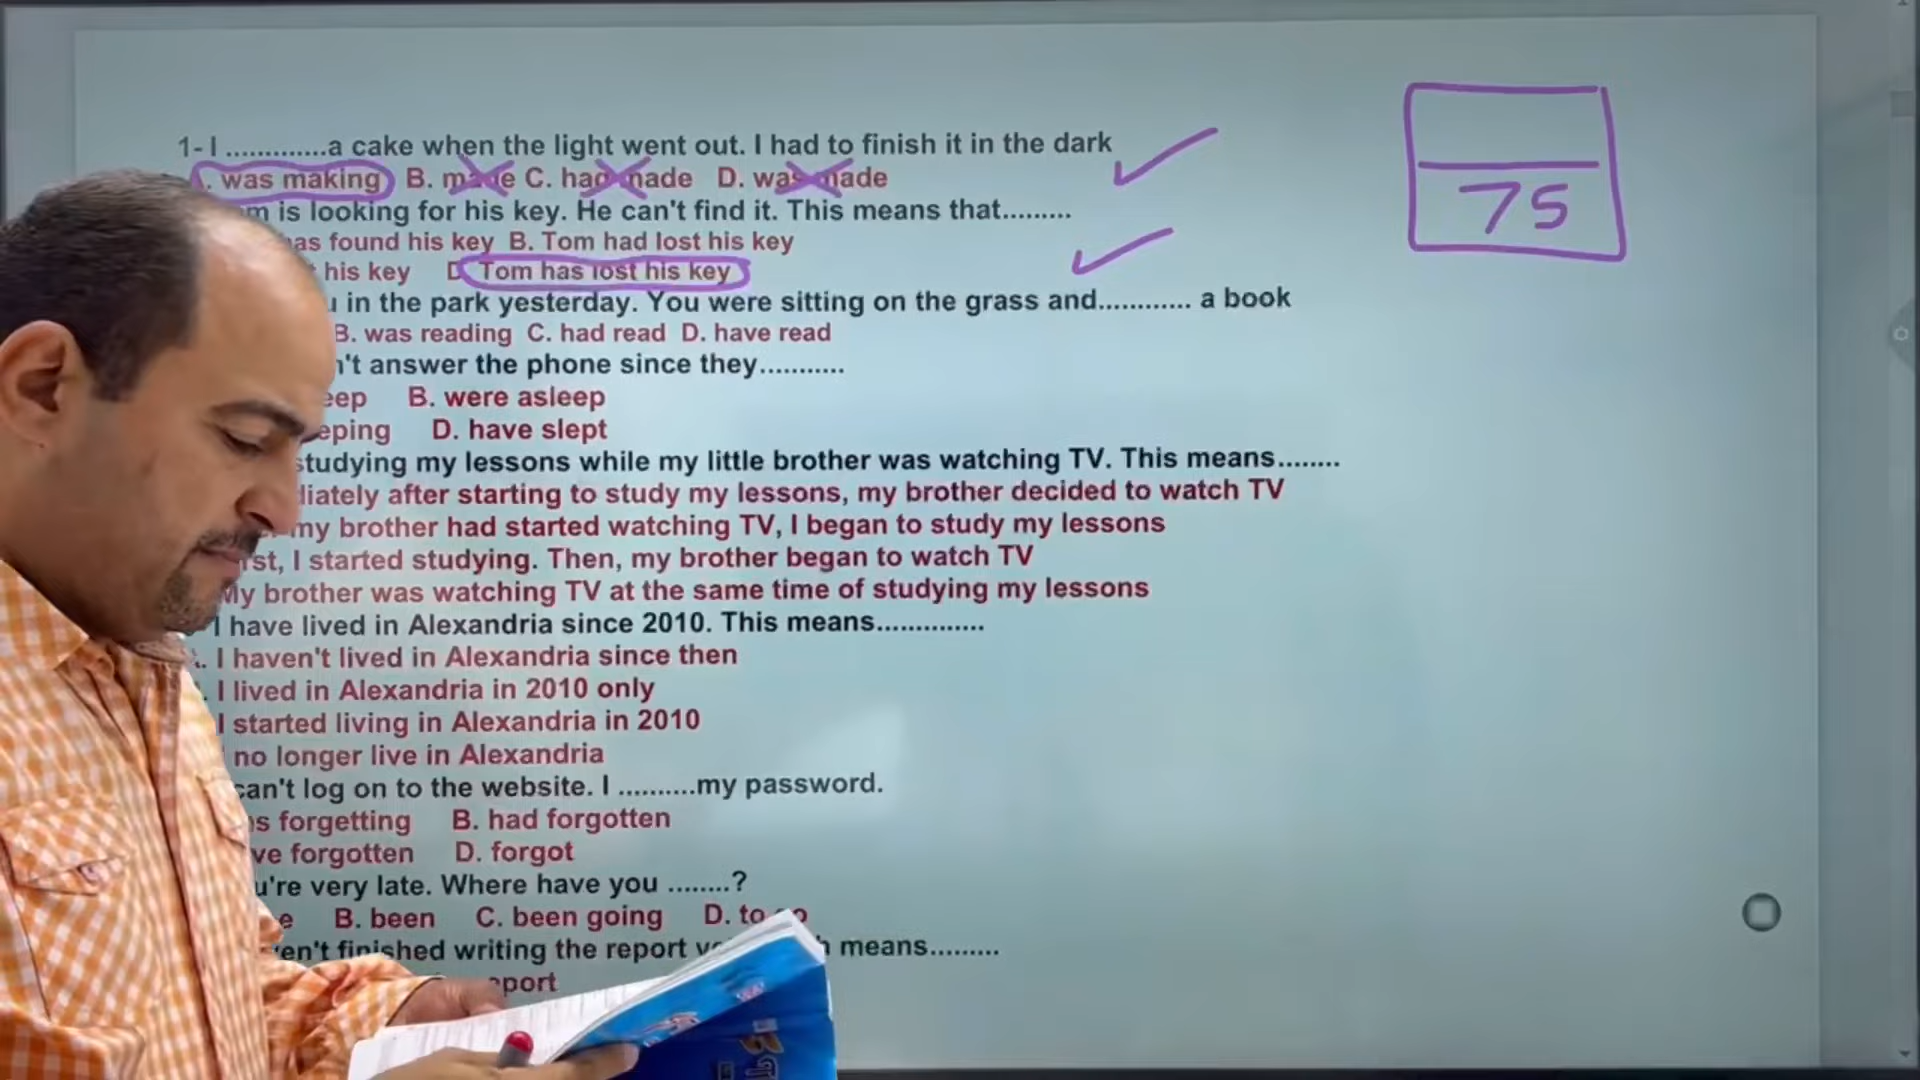 1- I .............a cake when the light went out. I had to finish it in the dark
was making B. made C. had made D. was made
is looking for his key. He can't find it. This means that.........
has found his key B. Tom had lost his key
his key D. Tom has lost his key
in the park yesterday. You were sitting on the grass and............ a book
B. was reading C. had read D. have read
answer the phone since they...........
B. were asleep
D. have slept
studying my lessons while my little brother was watching TV. This means........
after starting to study my lessons, my brother decided to watch TV
my brother had started watching TV, I began to study my lessons
I started studying. Then, my brother began to watch TV
My brother was watching TV at the same time of studying my lessons
I have lived in Alexandria since 2010. This means..............
I haven't lived in Alexandria since then
I lived in Alexandria in 2010 only
I started living in Alexandria in 2010
no longer live in Alexandria
can't log on to the website. I ..........my password.
forgetting B. had forgotten
forgotten D. forgot
very late. Where have you ........?
B. been C. been going D. to go
finished writing the report means.........
75